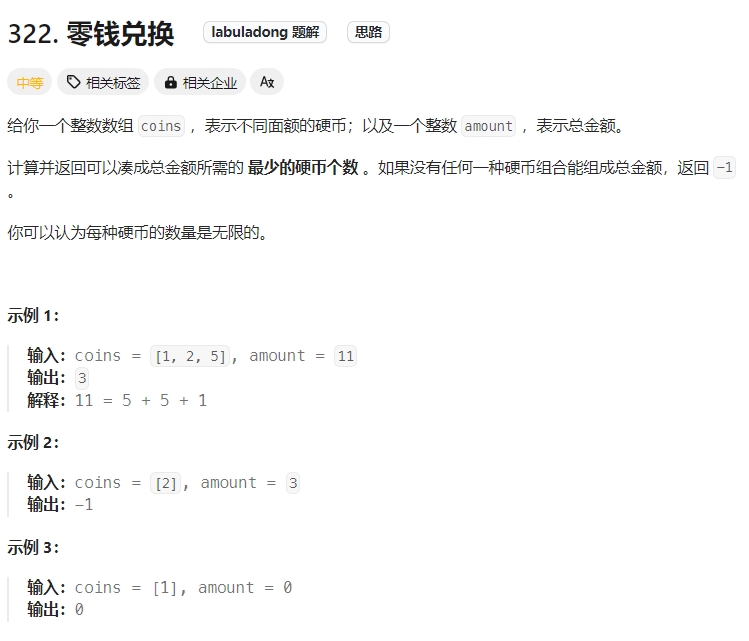 322. 零钱兑换 labuladong 题解 思路
中等 相关标签 相关企业 Ax
给你一个整数数组 coins ，表示不同面额的硬币；以及一个整数 amount ，表示总金额。
计算并返回可以凑成总金额所需的 最少的硬币个数 。如果没有任何一种硬币组合能组成总金额，返回 -1
。
你可以认为每种硬币的数量是无限的。
示例 1：
输入：coins = [1, 2, 5], amount = 11
输出：3
解释：11 = 5 + 5 + 1
示例 2：
输入：coins = [2], amount = 3
输出：-1
示例 3：
输入：coins = [1], amount = 0
输出：0